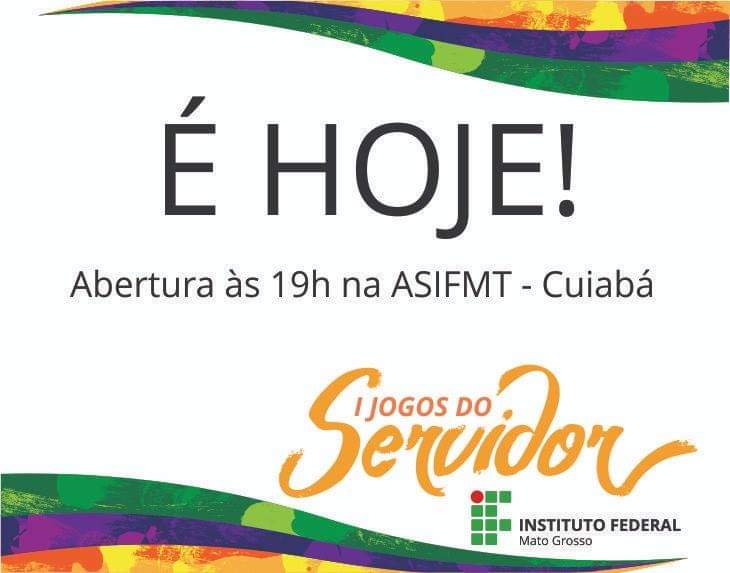 É HOJE!
Abertura às 19h na ASIFMT - Cuiabá
I JOGOS DO
Servidor
INSTITUTO FEDERAL
Mato Grosso